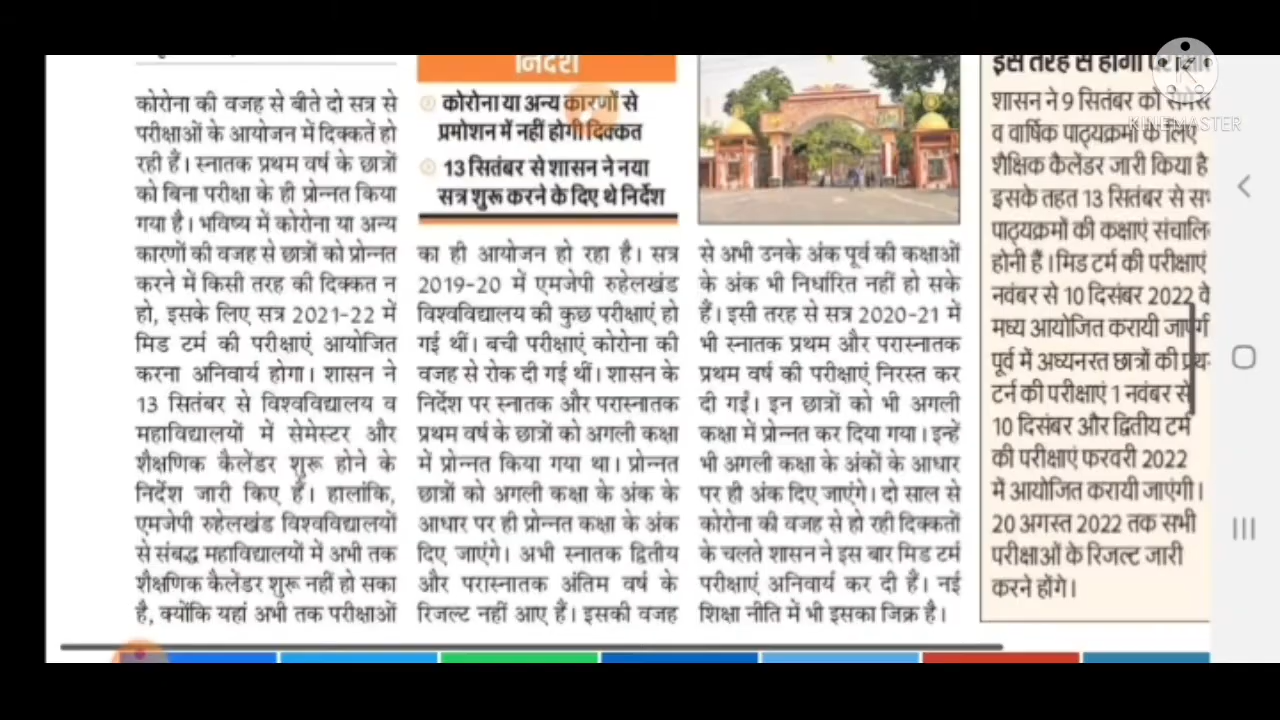 कोरोना की वजह से बीते दो सत्र से
परीक्षाओं के आयोजन में दिक्कतें हो
रही हैं। स्नातक प्रथम वर्ष के छात्रों
को बिना परीक्षा के ही प्रोन्नत किया
गया है। भविष्य में कोरोना या अन्य
कारणों की वजह से छात्रों को प्रोन्नत
करने में किसी तरह की दिक्कत न
हो, इसके लिए सत्र 2021-22 में
मिड टर्म की परीक्षाएं आयोजित
करना अनिवार्य होगा। शासन ने
13 सितंबर से विश्वविद्यालय व
महाविद्यालयों में सेमेस्टर और
शैक्षणिक कैलेंडर शुरू होने के
निर्देश जारी किए हैं। हालांकि,
एमजेपी रुहेलखंड विश्वविद्यालयों
से संबद्ध महाविद्यालयों में अभी तक
शैक्षणिक कैलेंडर शुरू नहीं हो सका
है, क्योंकि यहां अभी तक परीक्षाओं
निर्देश
कोरोना या अन्य कारणों से
प्रमोशन में नहीं होगी दिक्कत
13 सितंबर से शासन ने नया
सत्र शुरू करने के दिए थे निर्देश
का ही आयोजन हो रहा है। सत्र
2019-20 में एमजेपी रुहेलखंड
विश्वविद्यालय की कुछ परीक्षाएं हो
गई थीं। बची परीक्षाएं कोरोना की
वजह से रोक दी गई थीं। शासन के
निर्देश पर स्नातक और परास्नातक
प्रथम वर्ष के छात्रों को अगली कक्षा
में प्रोन्नत किया गया था। प्रोन्नत
छात्रों को अगली कक्षा के अंक के
आधार पर ही प्रोन्नत कक्षा के अंक
दिए जाएंगे। अभी स्नातक द्वितीय
और परास्नातक अंतिम वर्ष के
रिजल्ट नहीं आए हैं। इसकी वजह
से अभी उनके अंक पूर्व की कक्षाओं
के अंक भी निर्धारित नहीं हो सके
हैं। इसी तरह से सत्र 2020-21 में
भी स्नातक प्रथम और परास्नातक
प्रथम वर्ष की परीक्षाएं निरस्त कर
दी गईं। इन छात्रों को भी अगली
कक्षा में प्रोन्नत कर दिया गया। इन्हें
भी अगली कक्षा के अंकों के आधार
पर ही अंक दिए जाएंगे। दो साल से
कोरोना की वजह से हो रही दिक्कतों
के चलते शासन ने इस बार मिड टर्म
परीक्षाएं अनिवार्य कर दी हैं। नई
शिक्षा नीति में भी इसका जिक्र है।
इस तरह से होगी
शासन ने 9 सितंबर को
व वार्षिक पाठ्यक्रमों के लिए
शैक्षिक कैलेंडर जारी किया है
इसके तहत 13 सितंबर से
पाठ्यक्रमों की कक्षाएं
होनी हैं। मिड टर्म की परीक्षाएं
नवंबर से 10 दिसंबर 2022
मध्य आयोजित करायी
पूर्व में अध्यनरत छात्रों की
टर्न की परीक्षाएं 1 नवंबर से
10 दिसंबर और द्वितीय टर्म
की परीक्षाएं फरवरी 2022
में आयोजित करायी जाएंगी।
20 अगस्त 2022 तक सभी
परीक्षाओं के रिजल्ट जारी
करने होंगे।
KINEMASTER